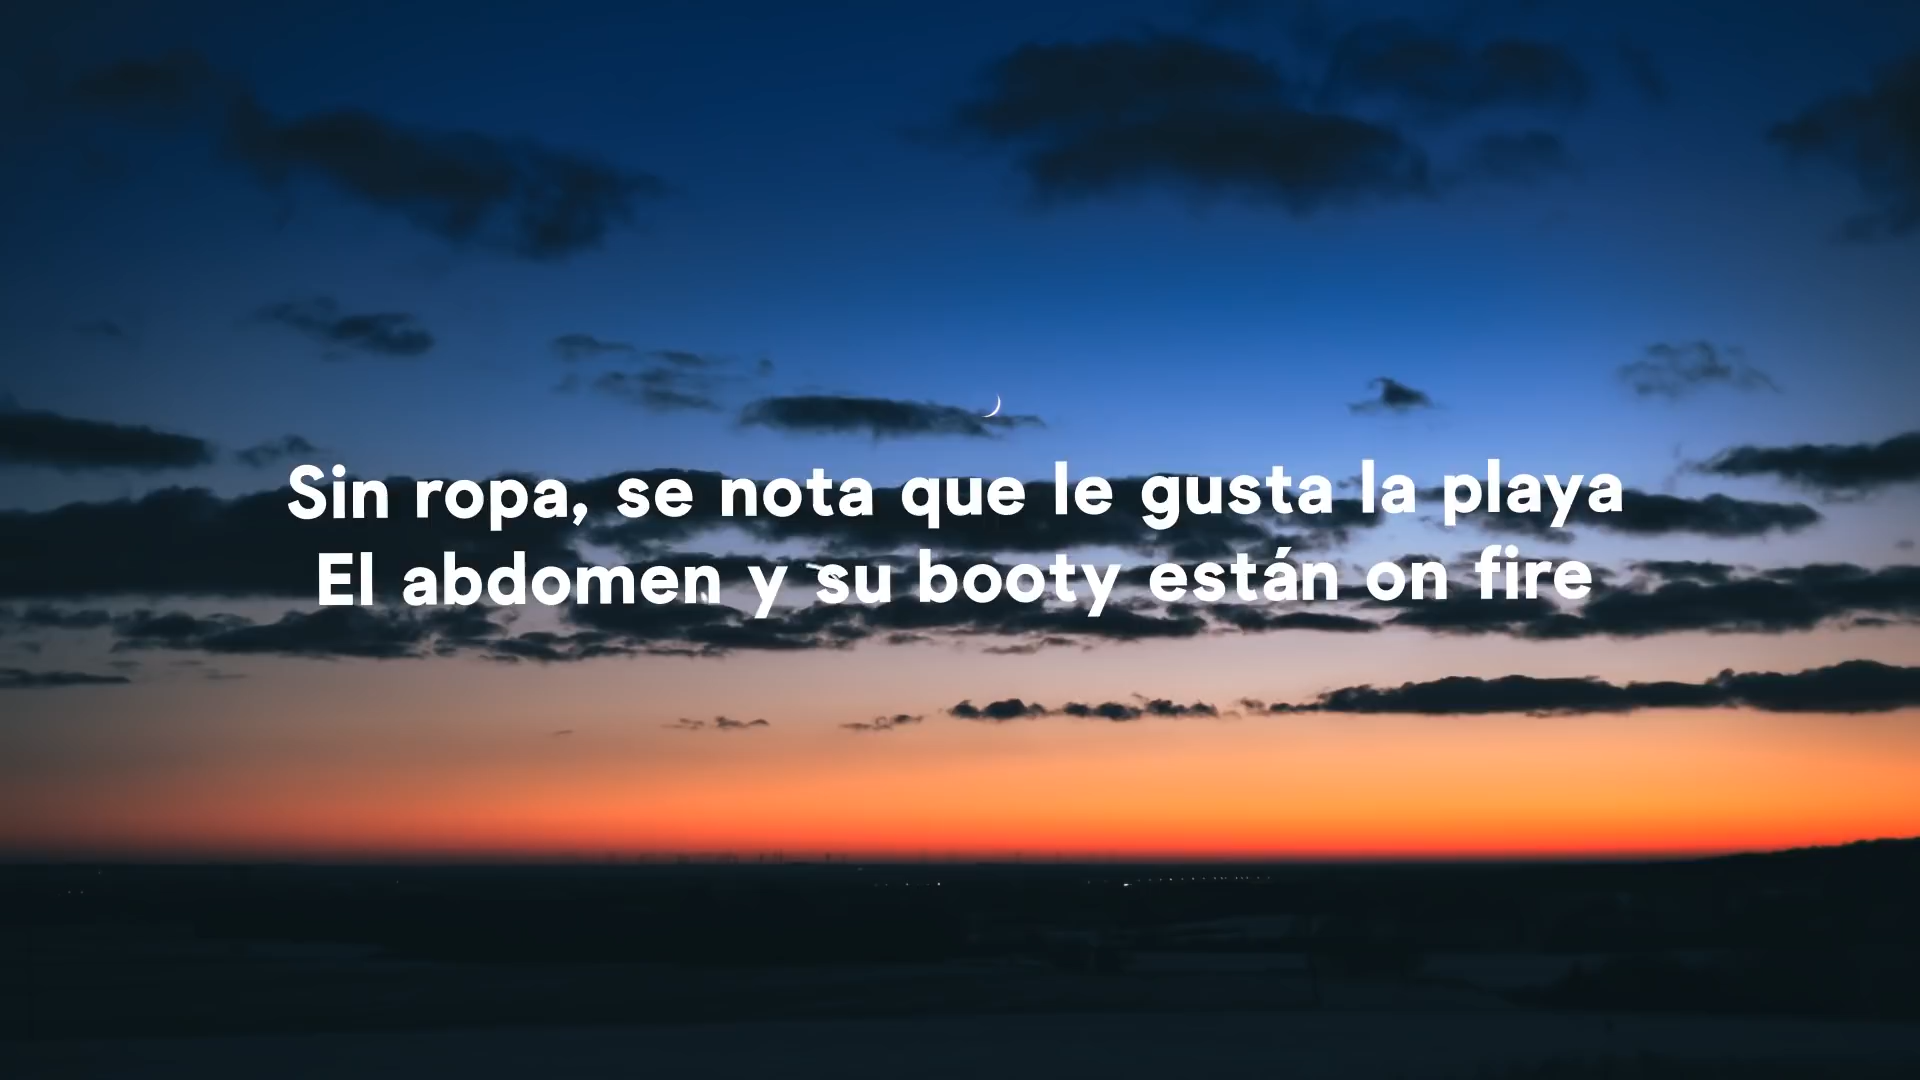 Sin ropa, se nota que le gusta la playa
El abdomen y su booty están on fire